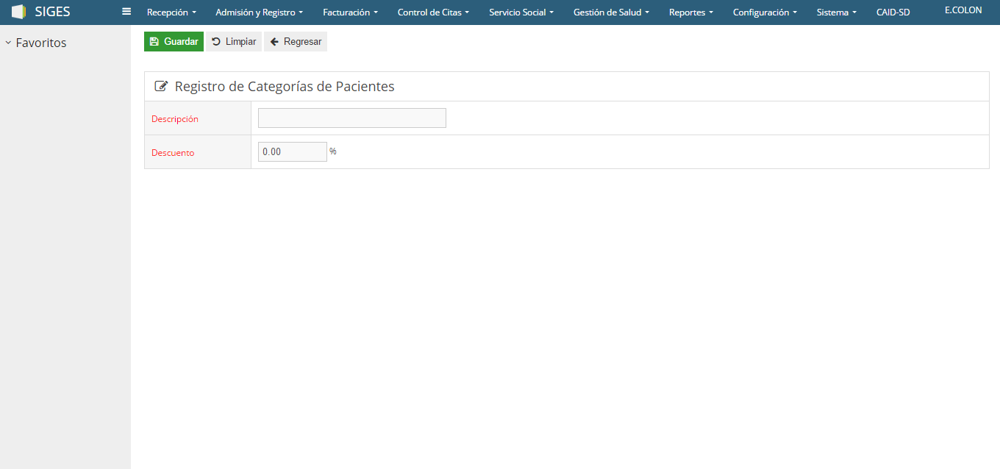 SIGES Recepción Admisión y Registro Facturación Control de Citas Servicio Social Gestión de Salud Reportes Configuración Sistema CAID-SD E.COLON
Favoritos
Guardar Limpiar Regresar
Registro de Categorías de Pacientes
Descripción
Descuento 0.00 %